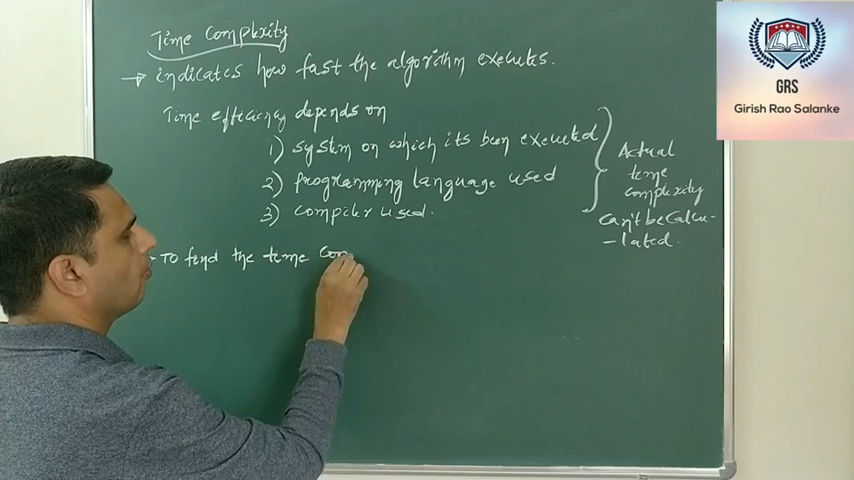 Time Complexity
→ indicates how fast the algorithm executes.
Time efficiency depends on
1) system on which its been executed
2) programming language used
3) compiler used.
Actual
time
complexity
can't be calcu-
-lated.
To find the time com
GRS
Girish Rao Salanke